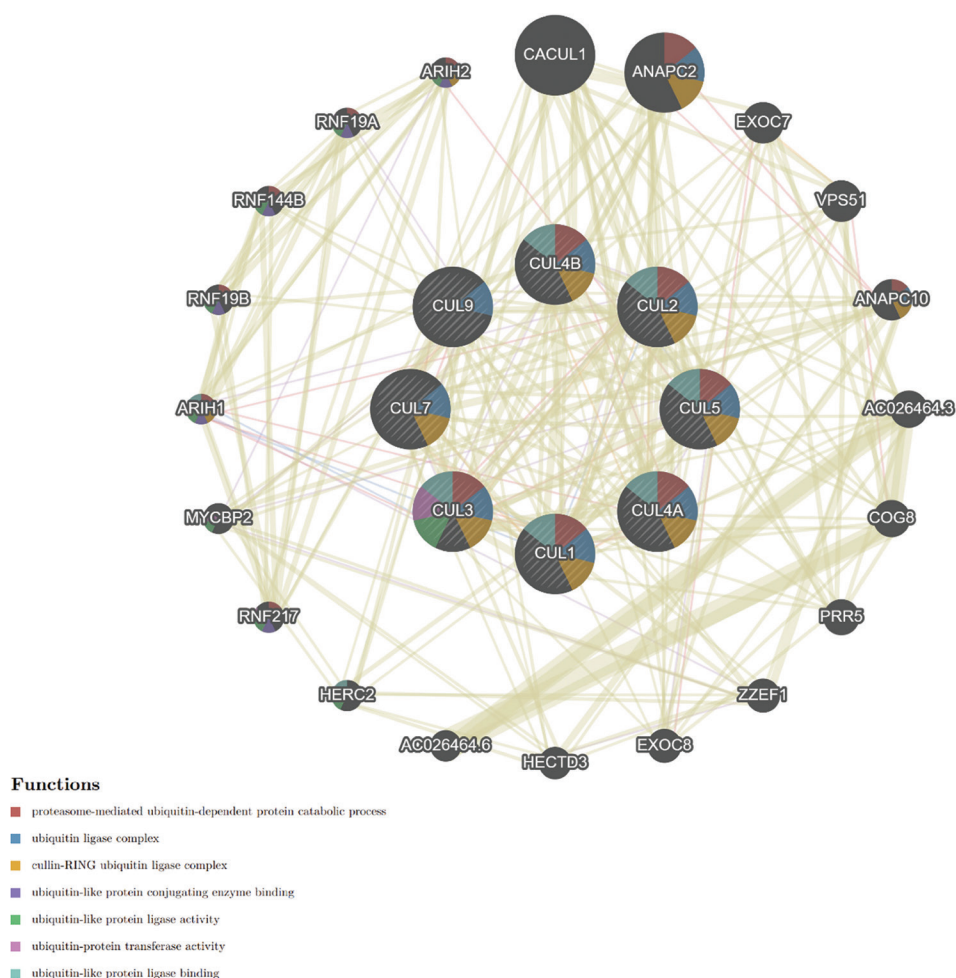 CACUL1
ANAPC2
ARIH2
EXOC7
RNF19A
VPS51
RNF144B
CUL4B
CUL9
CUL2
RNF19B
ANAPC10
ARIH1
CUL7
CUL5
AC026464.3
MYCBP2
CUL3
CUL4A
COG8
CUL1
RNF217
PRR5
HERC2
ZZEF1
AC026464.6
EXOC8
HECTD3
Functions
proteasome-mediated ubiquitin-dependent protein catabolic process
ubiquitin ligase complex
cullin-RING ubiquitin ligase complex
ubiquitin-like protein conjugating enzyme binding
ubiquitin-like protein ligase activity
ubiquitin-protein transferase activity
ubiquitin-like protein ligase binding